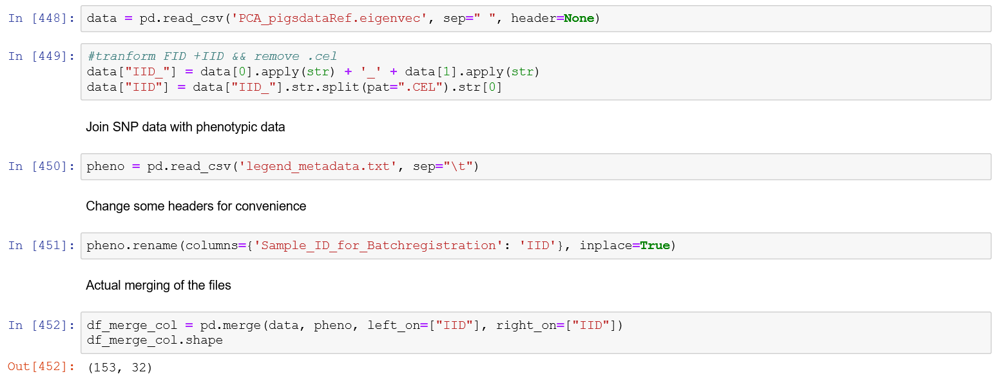 In [448]: data = pd.read_csv('PCA_pigsdataRef.eigenvec', sep=" ", header=None)
In [449]: #tranform FID +IID && remove .cel
data["IID_"] = data[0].apply(str) + '_' + data[1].apply(str)
data["IID"] = data["IID_"].str.split(pat=".CEL").str[0]
Join SNP data with phenotypic data
In [450]: pheno = pd.read_csv('legend_metadata.txt', sep="\t")
Change some headers for convenience
In [451]: pheno.rename(columns={'Sample_ID_for_Batchregistration': 'IID'}, inplace=True)
Actual merging of the files
In [452]: df_merge_col = pd.merge(data, pheno, left_on=["IID"], right_on=["IID"])
df_merge_col.shape
Out[452]: (153, 32)